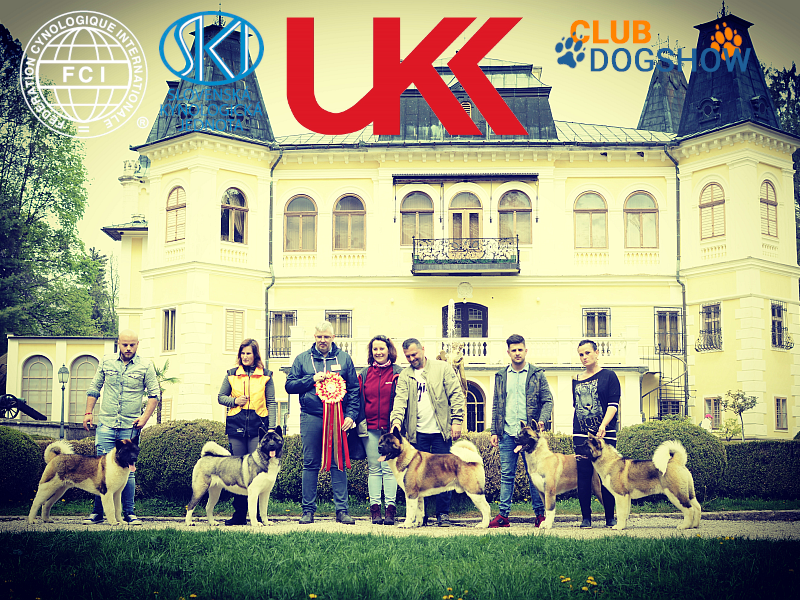 FEDERATION CYNOLOGIQUE INTERNATIONALE
FCI
®
SKJ
UKK
CLUB
DOGSHOW